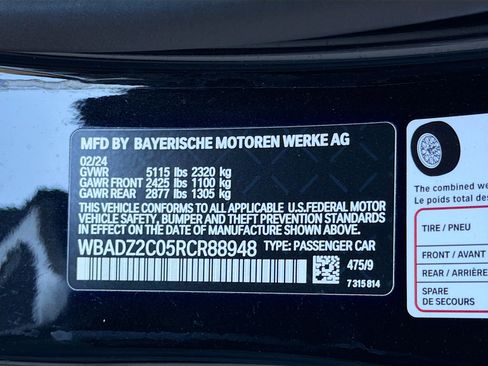 MFD BY BAYERISCHE MOTOREN WERKE AG
02/24
GVWR 5115 lbs 2320 kg
GAWR FRONT 2425 lbs 1100 kg
GAWR REAR 2877 lbs 1305 kg
THIS VEHICLE CONFORMS TO ALL APPLICABLE U.S.FEDERAL MOTOR
VEHICLE SAFETY, BUMPER AND THEFT PREVENTION STANDARDS
IN EFFECT ON THE DATE OF MANUFACTURE SHOWN ABOVE.
WBADZ2C05RCR88948 TYPE: PASSENGER CAR
475/9
7 315 814
The combined we
Le poids total des
TIRE / PNEU
FRONT / AVANT
REAR / ARRIÈRE
SPARE
DE SECOURS